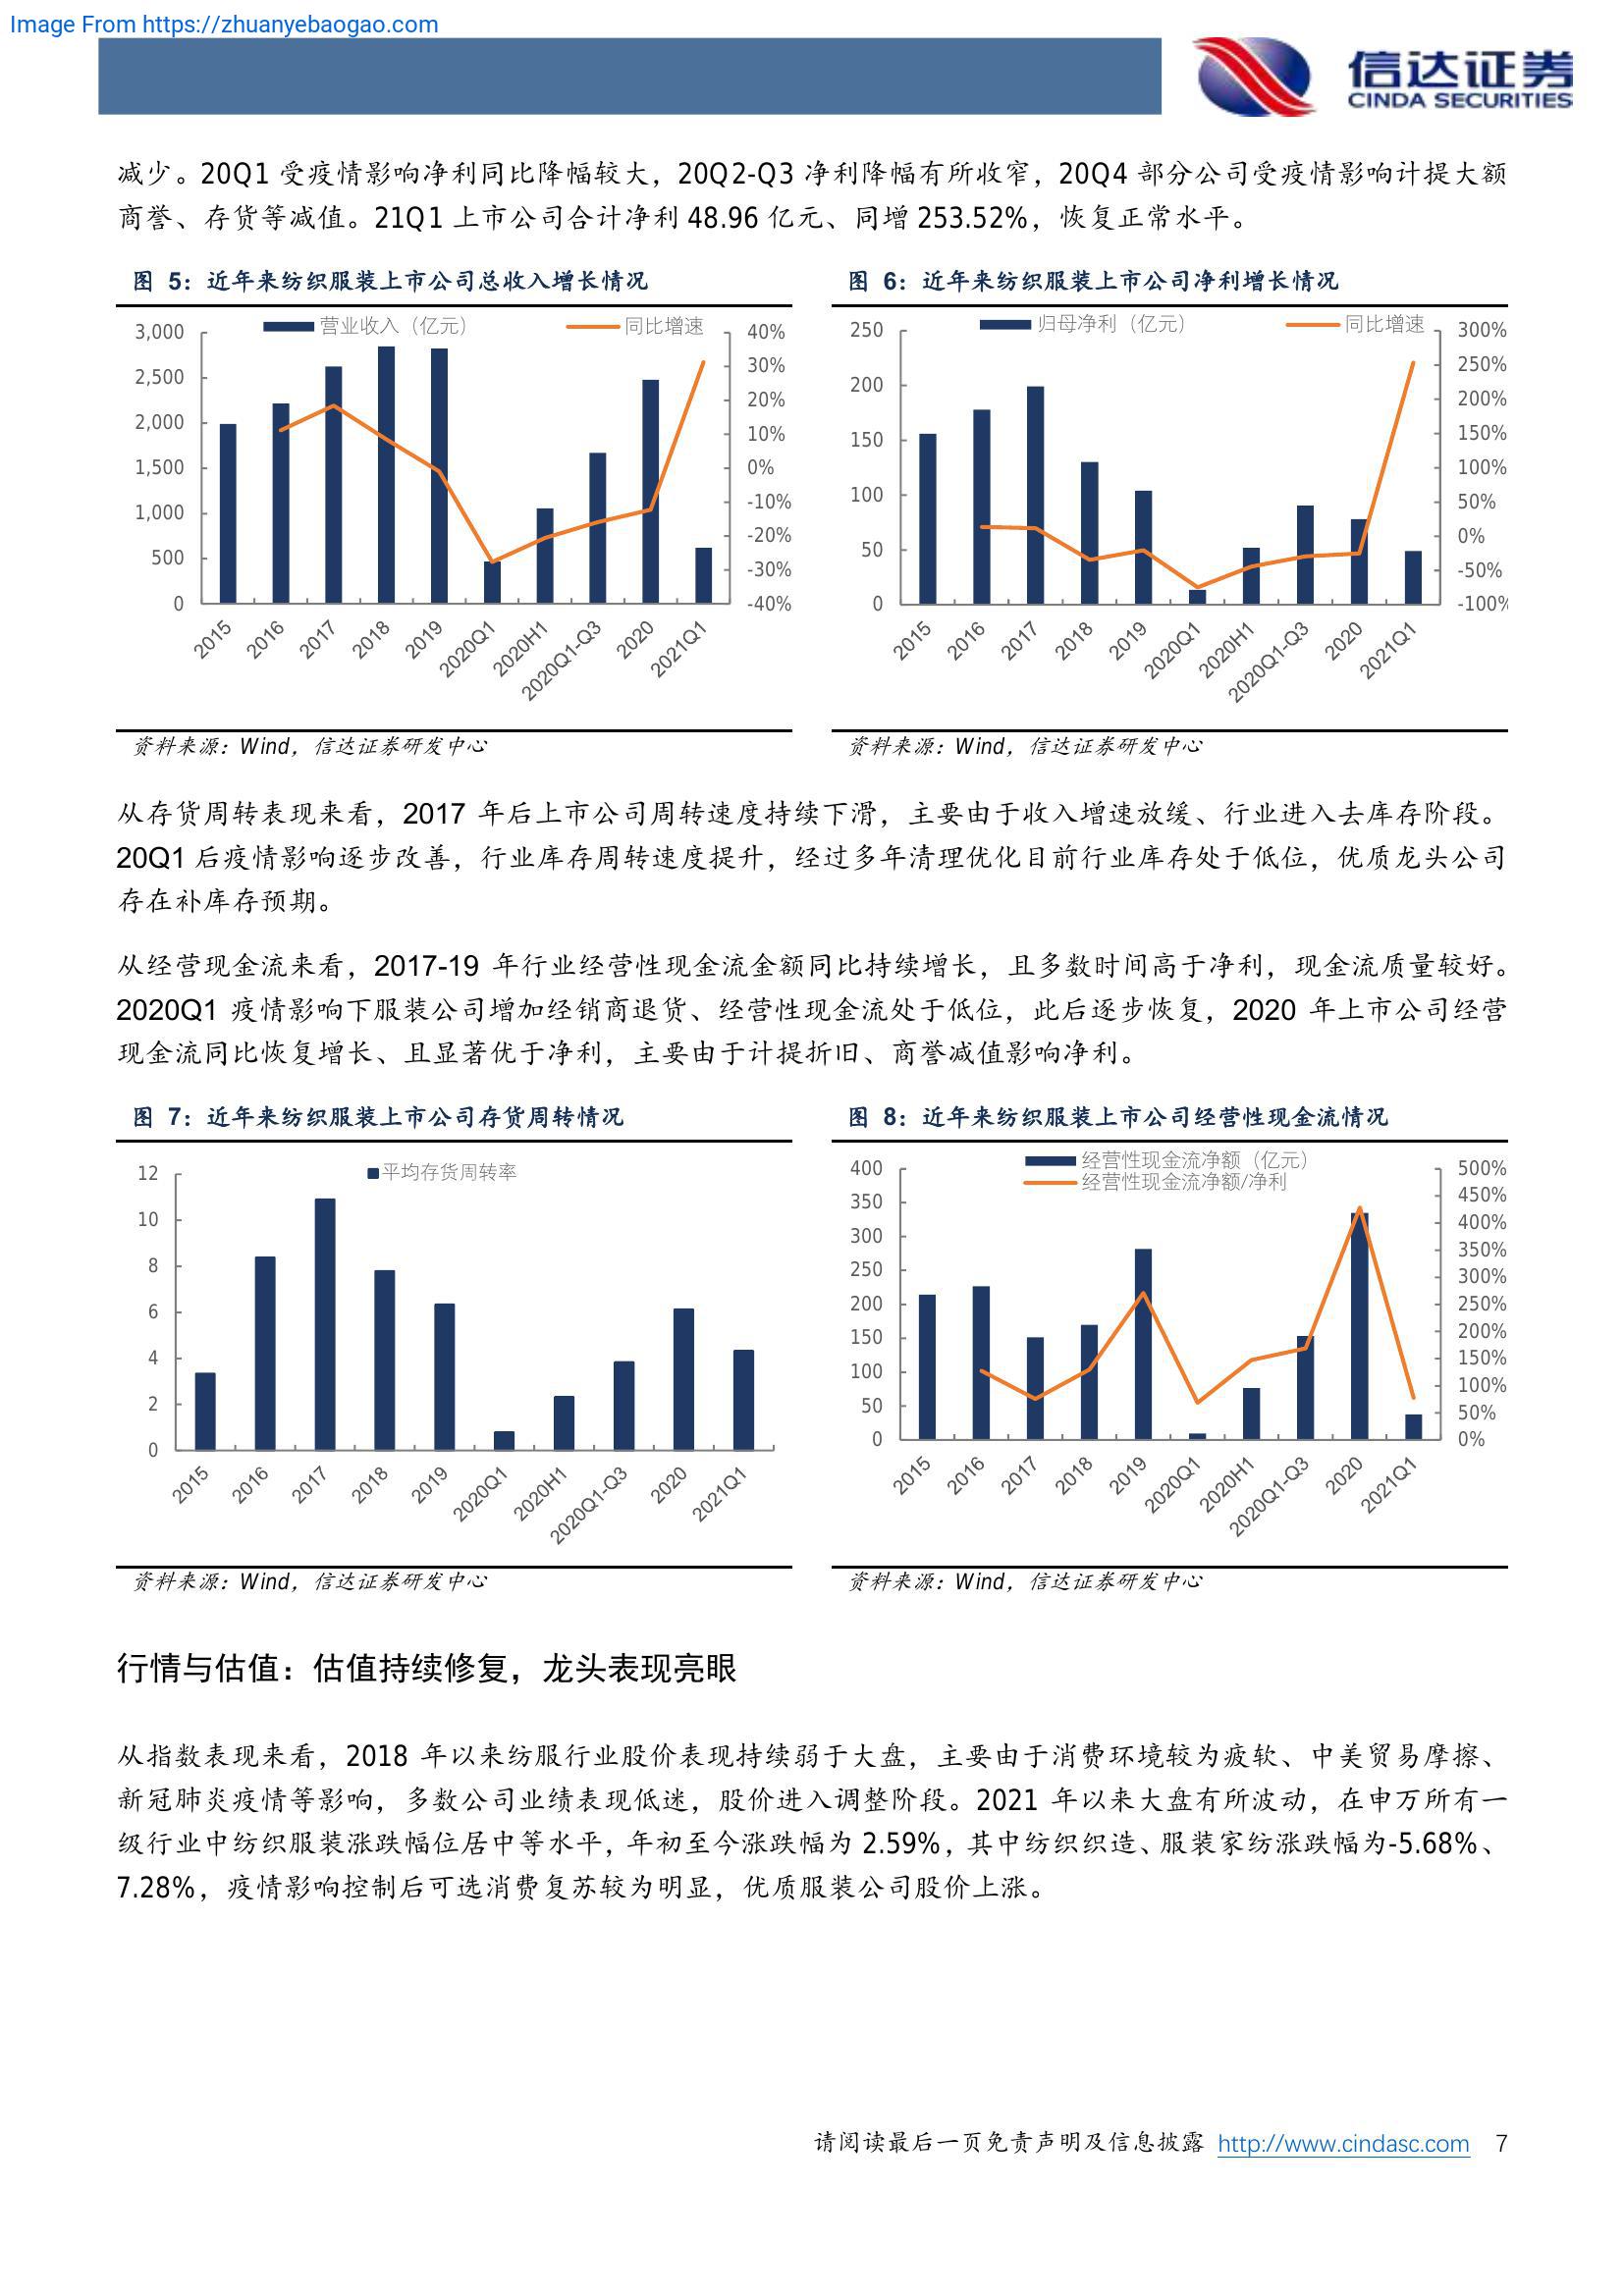 Image From https://zhuanyebaogao.com
信达证券
CINDA SECURITIES
减少。20Q1 受疫情影响净利同比降幅较大，20Q2-Q3 净利降幅有所收窄，20Q4 部分公司受疫情影响计提大额
商誉、存货等减值。21Q1 上市公司合计净利 48.96 亿元、同增 253.52%，恢复正常水平。
图 5：近年来纺织服装上市公司总收入增长情况
营业收入（亿元）
同比增速
3,000
2,500
2,000
1,500
1,000
500
0
40%
30%
20%
10%
0%
-10%
-20%
-30%
-40%
2015
2016
2017
2018
2019
2020Q1
2020H1
2020Q1-Q3
2020
2021Q1
资料来源：Wind，信达证券研发中心
图 6：近年来纺织服装上市公司净利增长情况
归母净利（亿元）
同比增速
250
200
150
100
50
0
300%
250%
200%
150%
100%
50%
0%
-50%
-100%
2015
2016
2017
2018
2019
2020Q1
2020H1
2020Q1-Q3
2020
2021Q1
资料来源：Wind，信达证券研发中心
从存货周转表现来看，2017 年后上市公司周转速度持续下滑，主要由于收入增速放缓、行业进入去库存阶段。
20Q1 后疫情影响逐步改善，行业库存周转速度提升，经过多年清理优化目前行业库存处于低位，优质龙头公司
存在补库存预期。
从经营现金流来看，2017-19 年行业经营性现金流金额同比持续增长，且多数时间高于净利，现金流质量较好。
2020Q1 疫情影响下服装公司增加经销商退货、经营性现金流处于低位，此后逐步恢复，2020 年上市公司经营
现金流同比恢复增长、且显著优于净利，主要由于计提折旧、商誉减值影响净利。
图 7：近年来纺织服装上市公司存货周转情况
平均存货周转率
12
10
8
6
4
2
0
2015
2016
2017
2018
2019
2020Q1
2020H1
2020Q1-Q3
2020
2021Q1
资料来源：Wind，信达证券研发中心
图 8：近年来纺织服装上市公司经营性现金流情况
经营性现金流净额（亿元）
经营性现金流净额/净利
400
350
300
250
200
150
100
50
0
500%
450%
400%
350%
300%
250%
200%
150%
100%
50%
0%
2015
2016
2017
2018
2019
2020Q1
2020H1
2020Q1-Q3
2020
2021Q1
资料来源：Wind，信达证券研发中心
行情与估值：估值持续修复，龙头表现亮眼
从指数表现来看，2018 年以来纺服行业股价表现持续弱于大盘，主要由于消费环境较为疲软、中美贸易摩擦、
新冠肺炎疫情等影响，多数公司业绩表现低迷，股价进入调整阶段。2021 年以来大盘有所波动，在申万所有一
级行业中纺织服装涨跌幅位居中等水平，年初至今涨跌幅为 2.59%，其中纺织织造、服装家纺涨跌幅为-5.68%、
7.28%，疫情影响控制后可选消费复苏较为明显，优质服装公司股价上涨。
请阅读最后一页免责声明及信息披露 http://www.cindasc.com 7